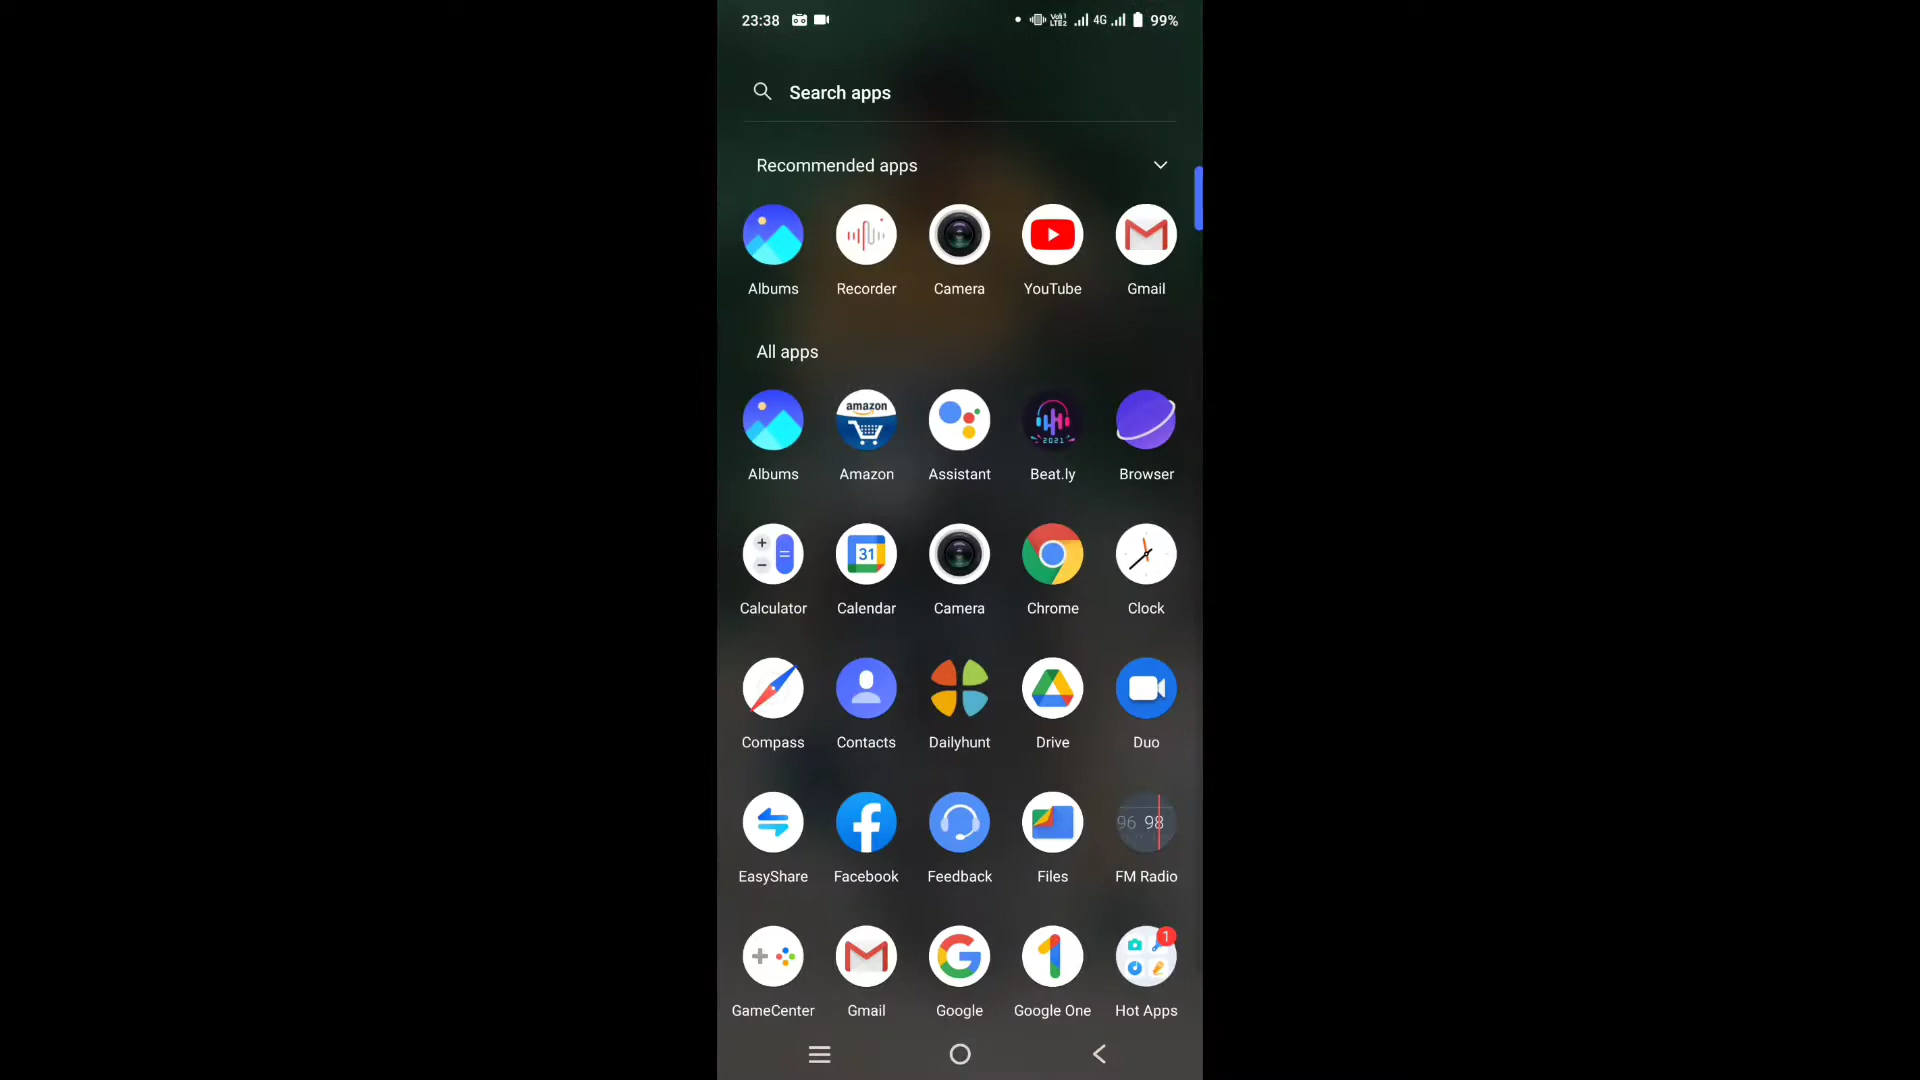 23:38 Vo1) LTE2 4G 99%
Search apps
Recommended apps
Albums Recorder Camera YouTube Gmail
All apps
amazon
2021
Albums Amazon Assistant Beat.ly Browser
31
Calculator Calendar Camera Chrome Clock
Compass Contacts Dailyhunt Drive Duo
96 98
EasyShare Facebook Feedback Files FM Radio
1
GameCenter Gmail Google Google One Hot Apps